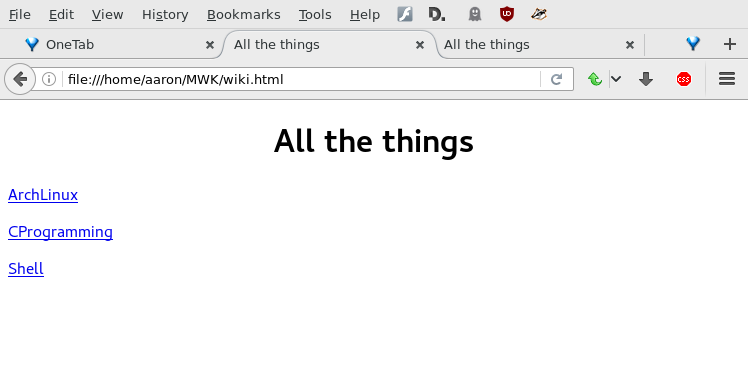 File Edit View History Bookmarks Tools Help D.
OneTab All the things All the things
file:///home/aaron/MWK/wiki.html css
All the things
ArchLinux
CProgramming
Shell